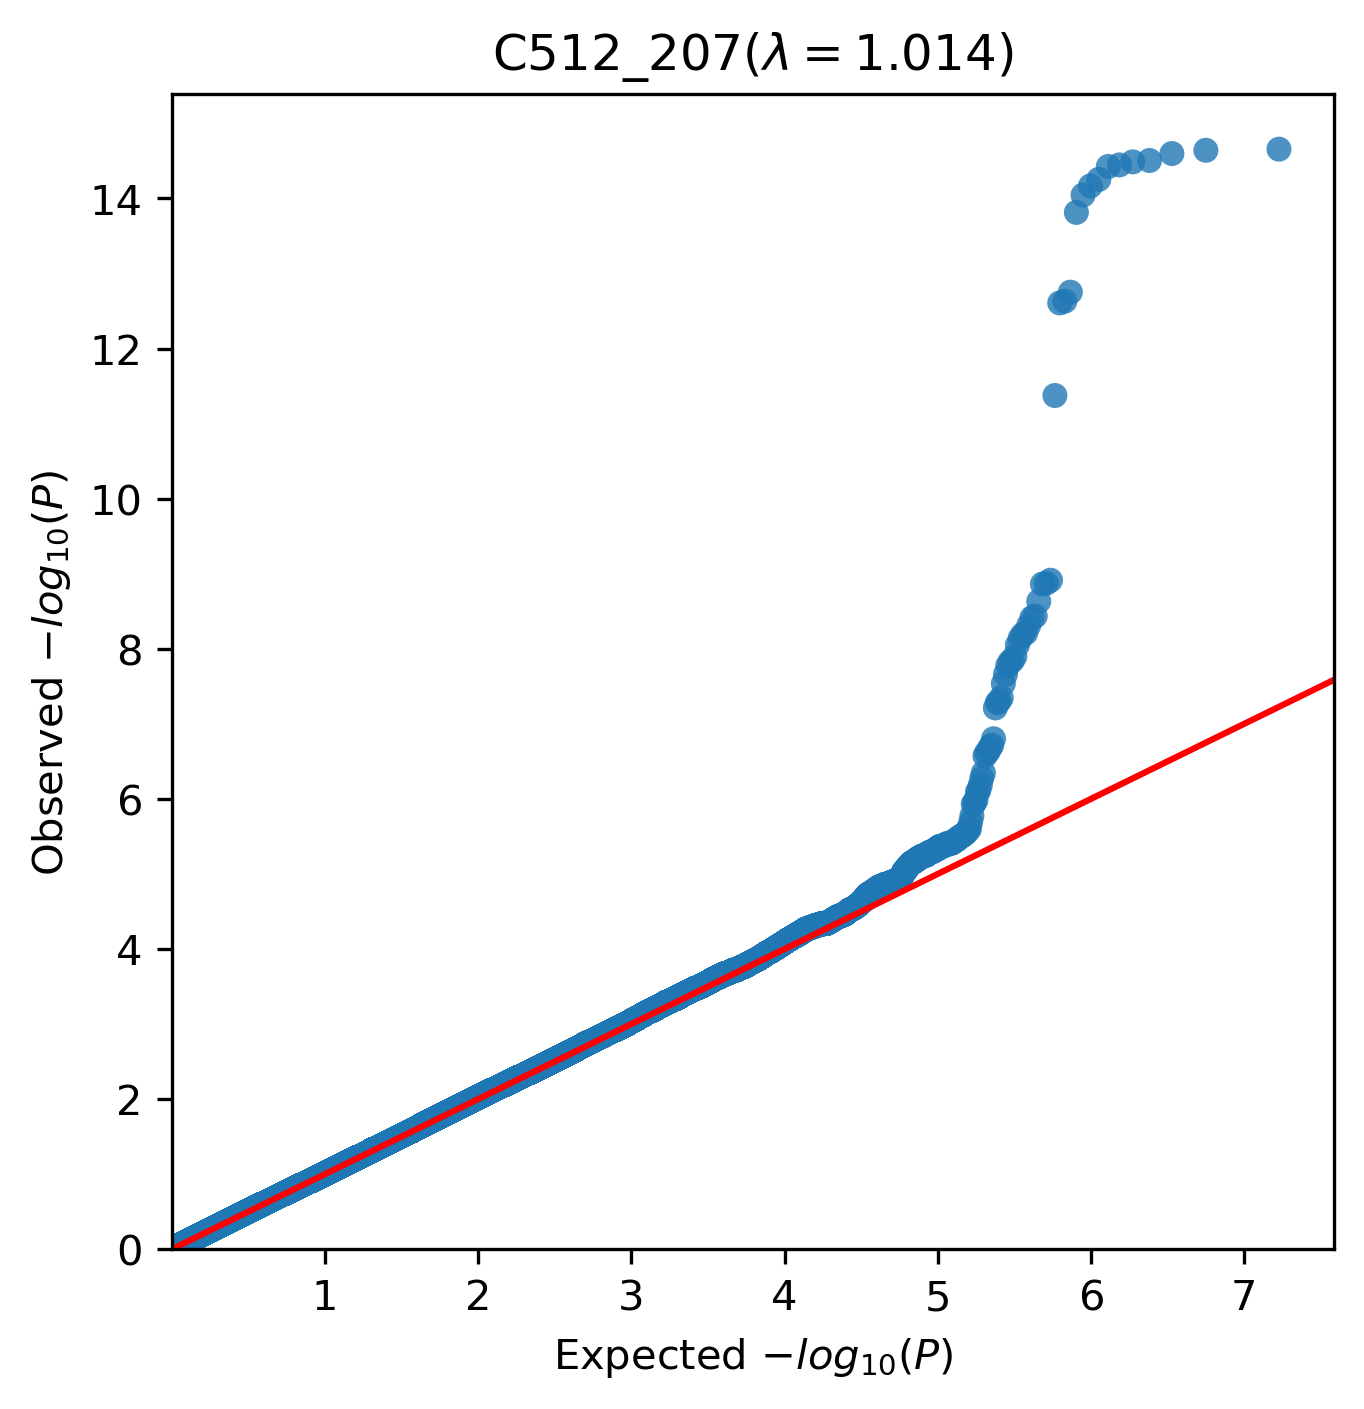 C512_207(λ = 1.014)
14
12
10
8
6
4
2
0
Observed −log₁₀(P)
1 2 3 4 5 6 7
Expected −log₁₀(P)